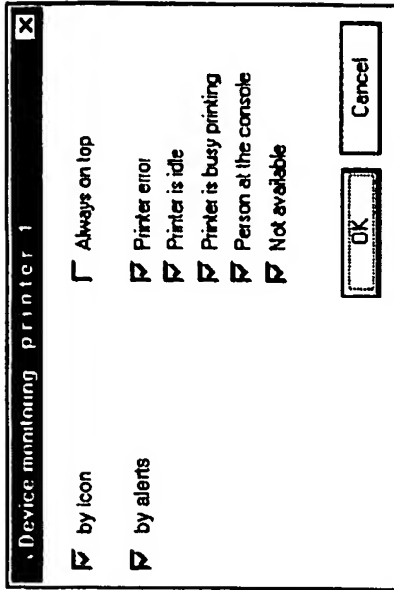 Device monitoring printer 1
by icon
Always on top
by alerts
Printer error
Printer is idle
Printer is busy printing
Person at the console
Not available
OK
Cancel